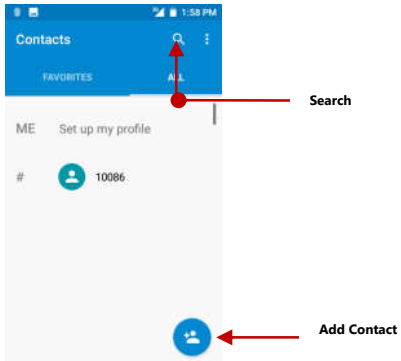 1:58 PM
Contacts
FAVORITES ALL
Search
ME Set up my profile
# 10086
Add Contact